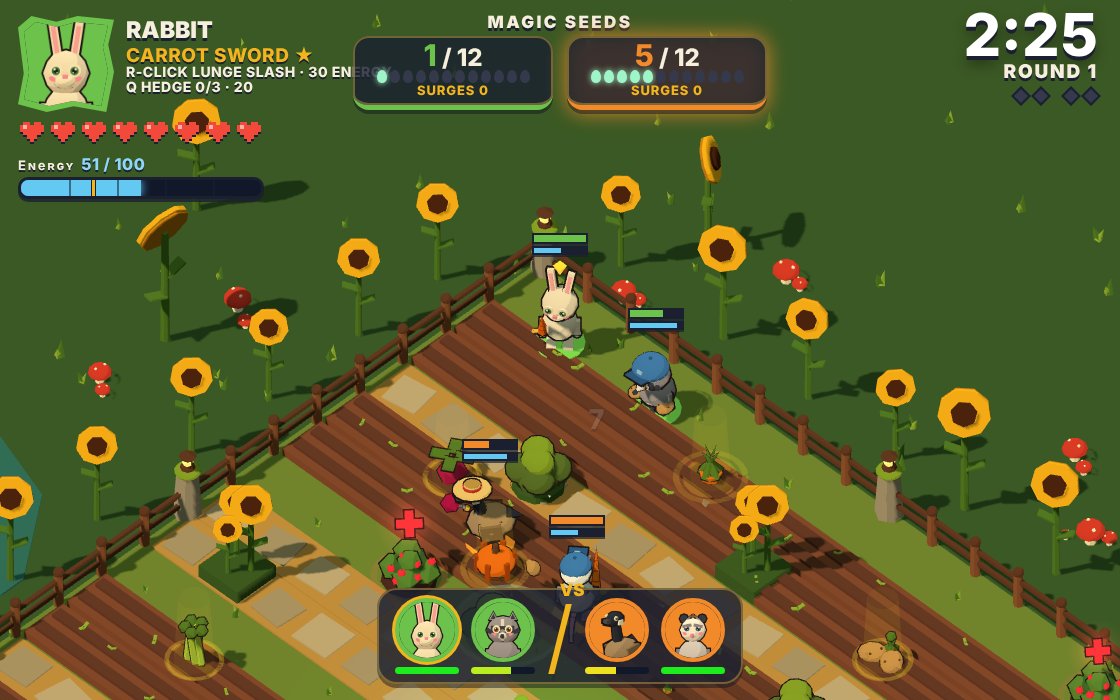 RABBIT
CARROT SWORD ★
R-CLICK LUNGE SLASH · 30 ENERGY
Q HEDGE 0/3 · 20
ENERGY 51 / 100
MAGIC SEEDS
1 / 12
SURGES 0
5 / 12
SURGES 0
2:25
ROUND 1
7
VS